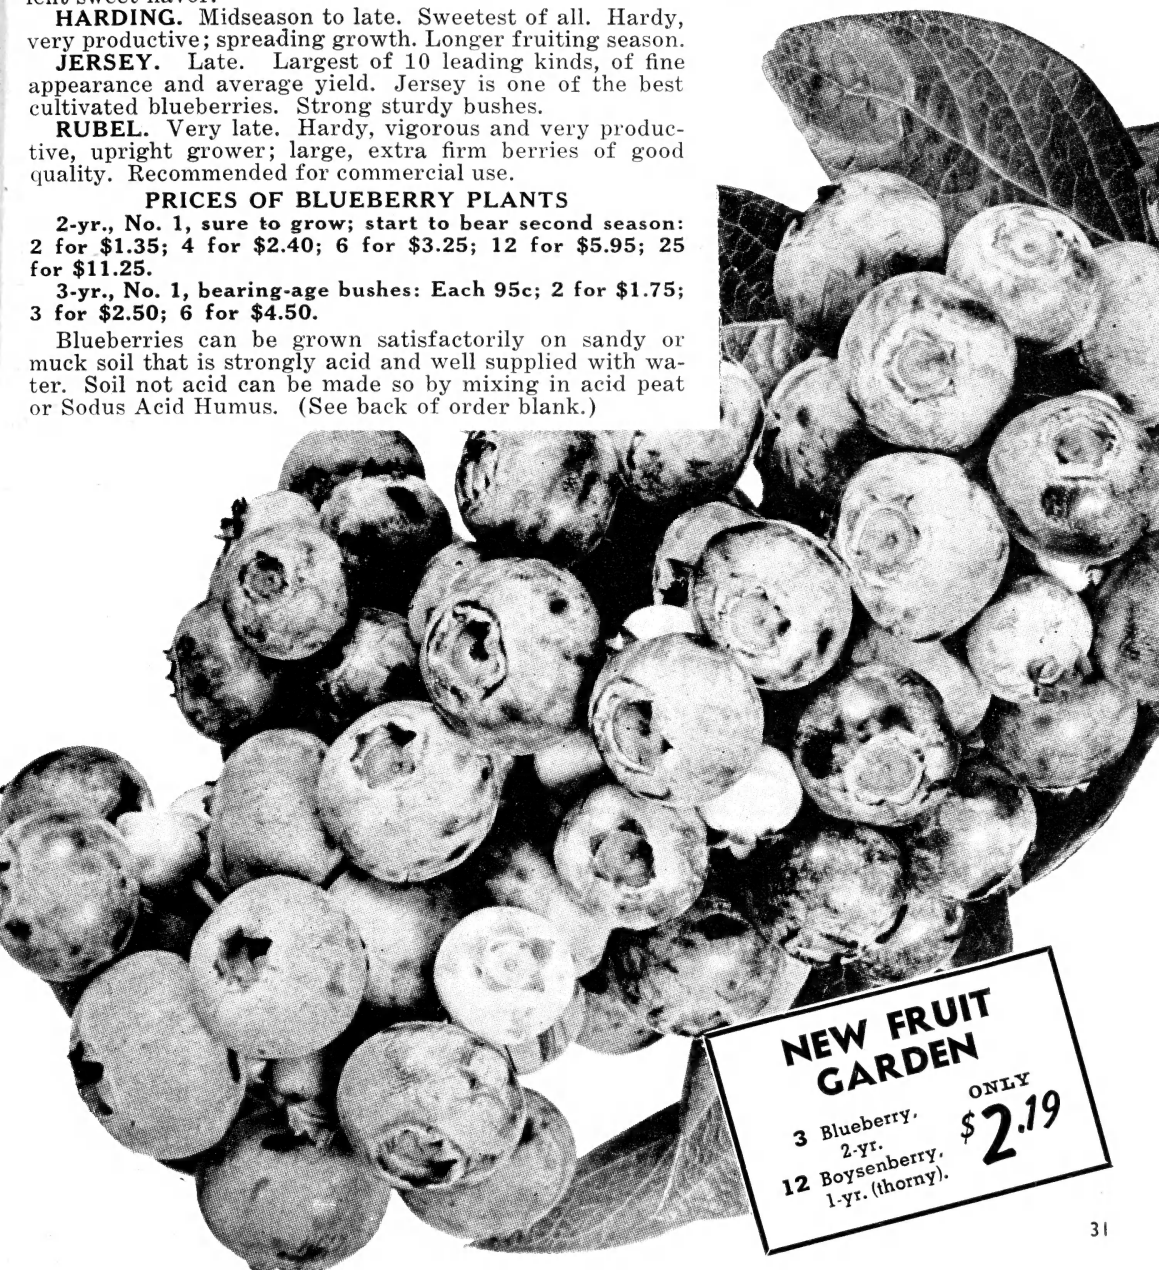 lent sweet flavor.
HARDING. Midseason to late. Sweetest of all. Hardy,
very productive; spreading growth. Longer fruiting season.
JERSEY. Late. Largest of 10 leading kinds, of fine
appearance and average yield. Jersey is one of the best
cultivated blueberries. Strong sturdy bushes.
RUBEL. Very late. Hardy, vigorous and very produc-
tive, upright grower; large, extra firm berries of good
quality. Recommended for commercial use.
PRICES OF BLUEBERRY PLANTS
2-yr., No. 1, sure to grow; start to bear second season:
2 for $1.35; 4 for $2.40; 6 for $3.25; 12 for $5.95; 25
for $11.25.
3-yr., No. 1, bearing-age bushes: Each 95c; 2 for $1.75;
3 for $2.50; 6 for $4.50.
Blueberries can be grown satisfactorily on sandy or
muck soil that is strongly acid and well supplied with wa-
ter. Soil not acid can be made so by mixing in acid peat
or Sodus Acid Humus. (See back of order blank.)
NEW FRUIT
GARDEN
3 Blueberry,
2-yr.
12 Boysenberry,
1-yr. (thorny).
ONLY
$2.19
31